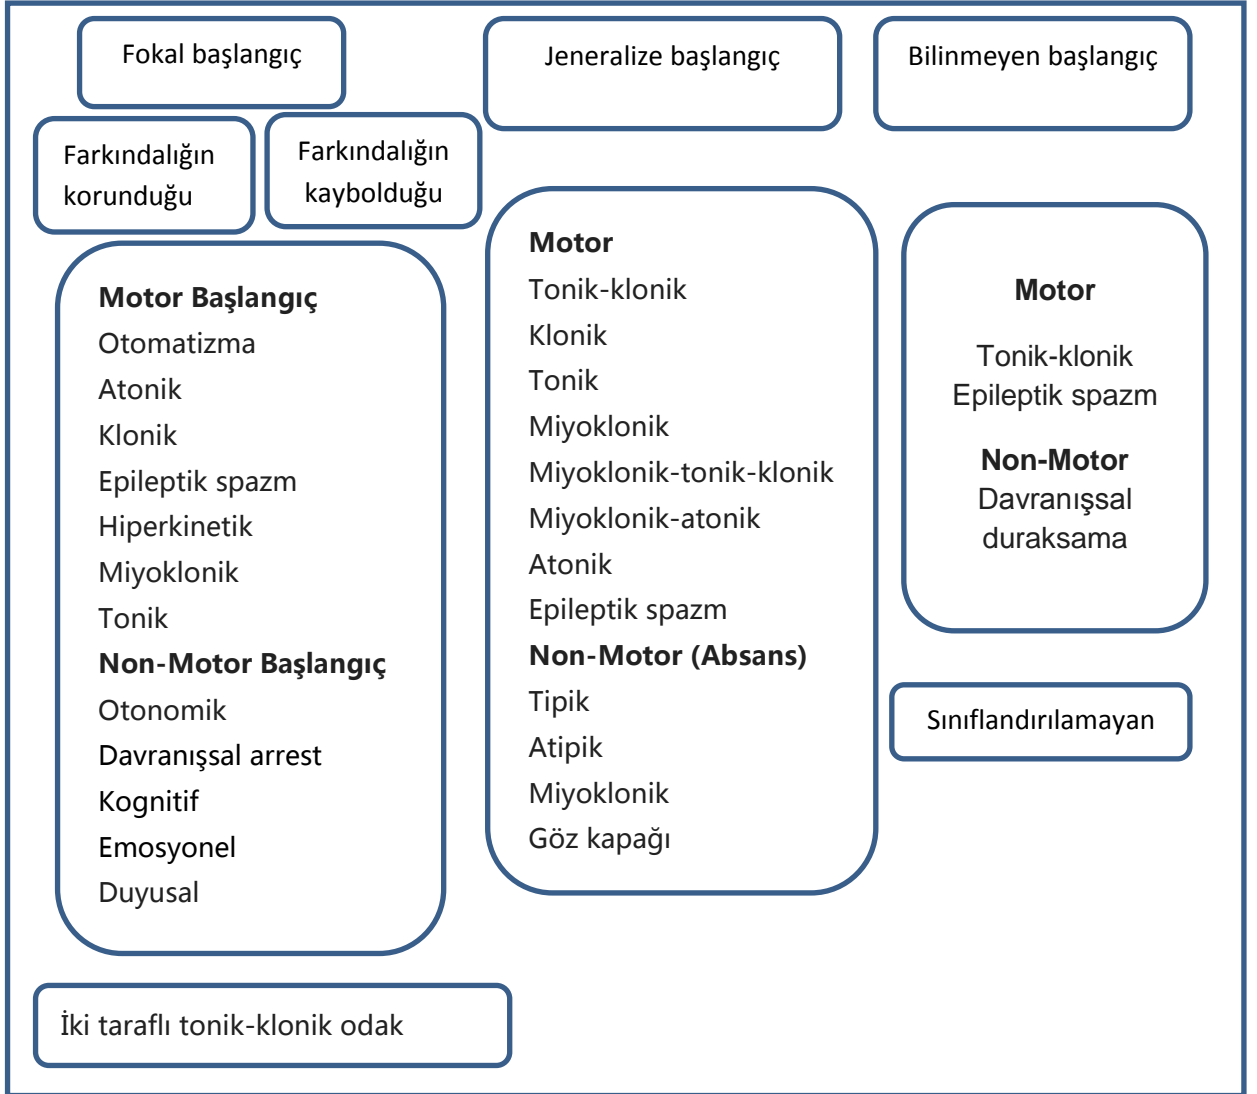 Fokal başlangıç
Jeneralize başlangıç
Bilinmeyen başlangıç
Farkındalığın
korunduğu
Farkındalığın
kaybolduğu
Motor Başlangıç
Otomatizma
Atonik
Klonik
Epileptik spazm
Hiperkinetik
Miyoklonik
Tonik
Non-Motor Başlangıç
Otonomik
Davranışsal arrest
Kognitif
Emosyonel
Duyusal
Motor
Tonik-klonik
Klonik
Tonik
Miyoklonik
Miyoklonik-tonik-klonik
Miyoklonik-atonik
Atonik
Epileptik spazm
Non-Motor (Absans)
Tipik
Atipik
Miyoklonik
Göz kapağı
Motor
Tonik-klonik
Epileptik spazm
Non-Motor
Davranışsal
duraksama
Sınıflandırılamayan
İki taraflı tonik-klonik odak